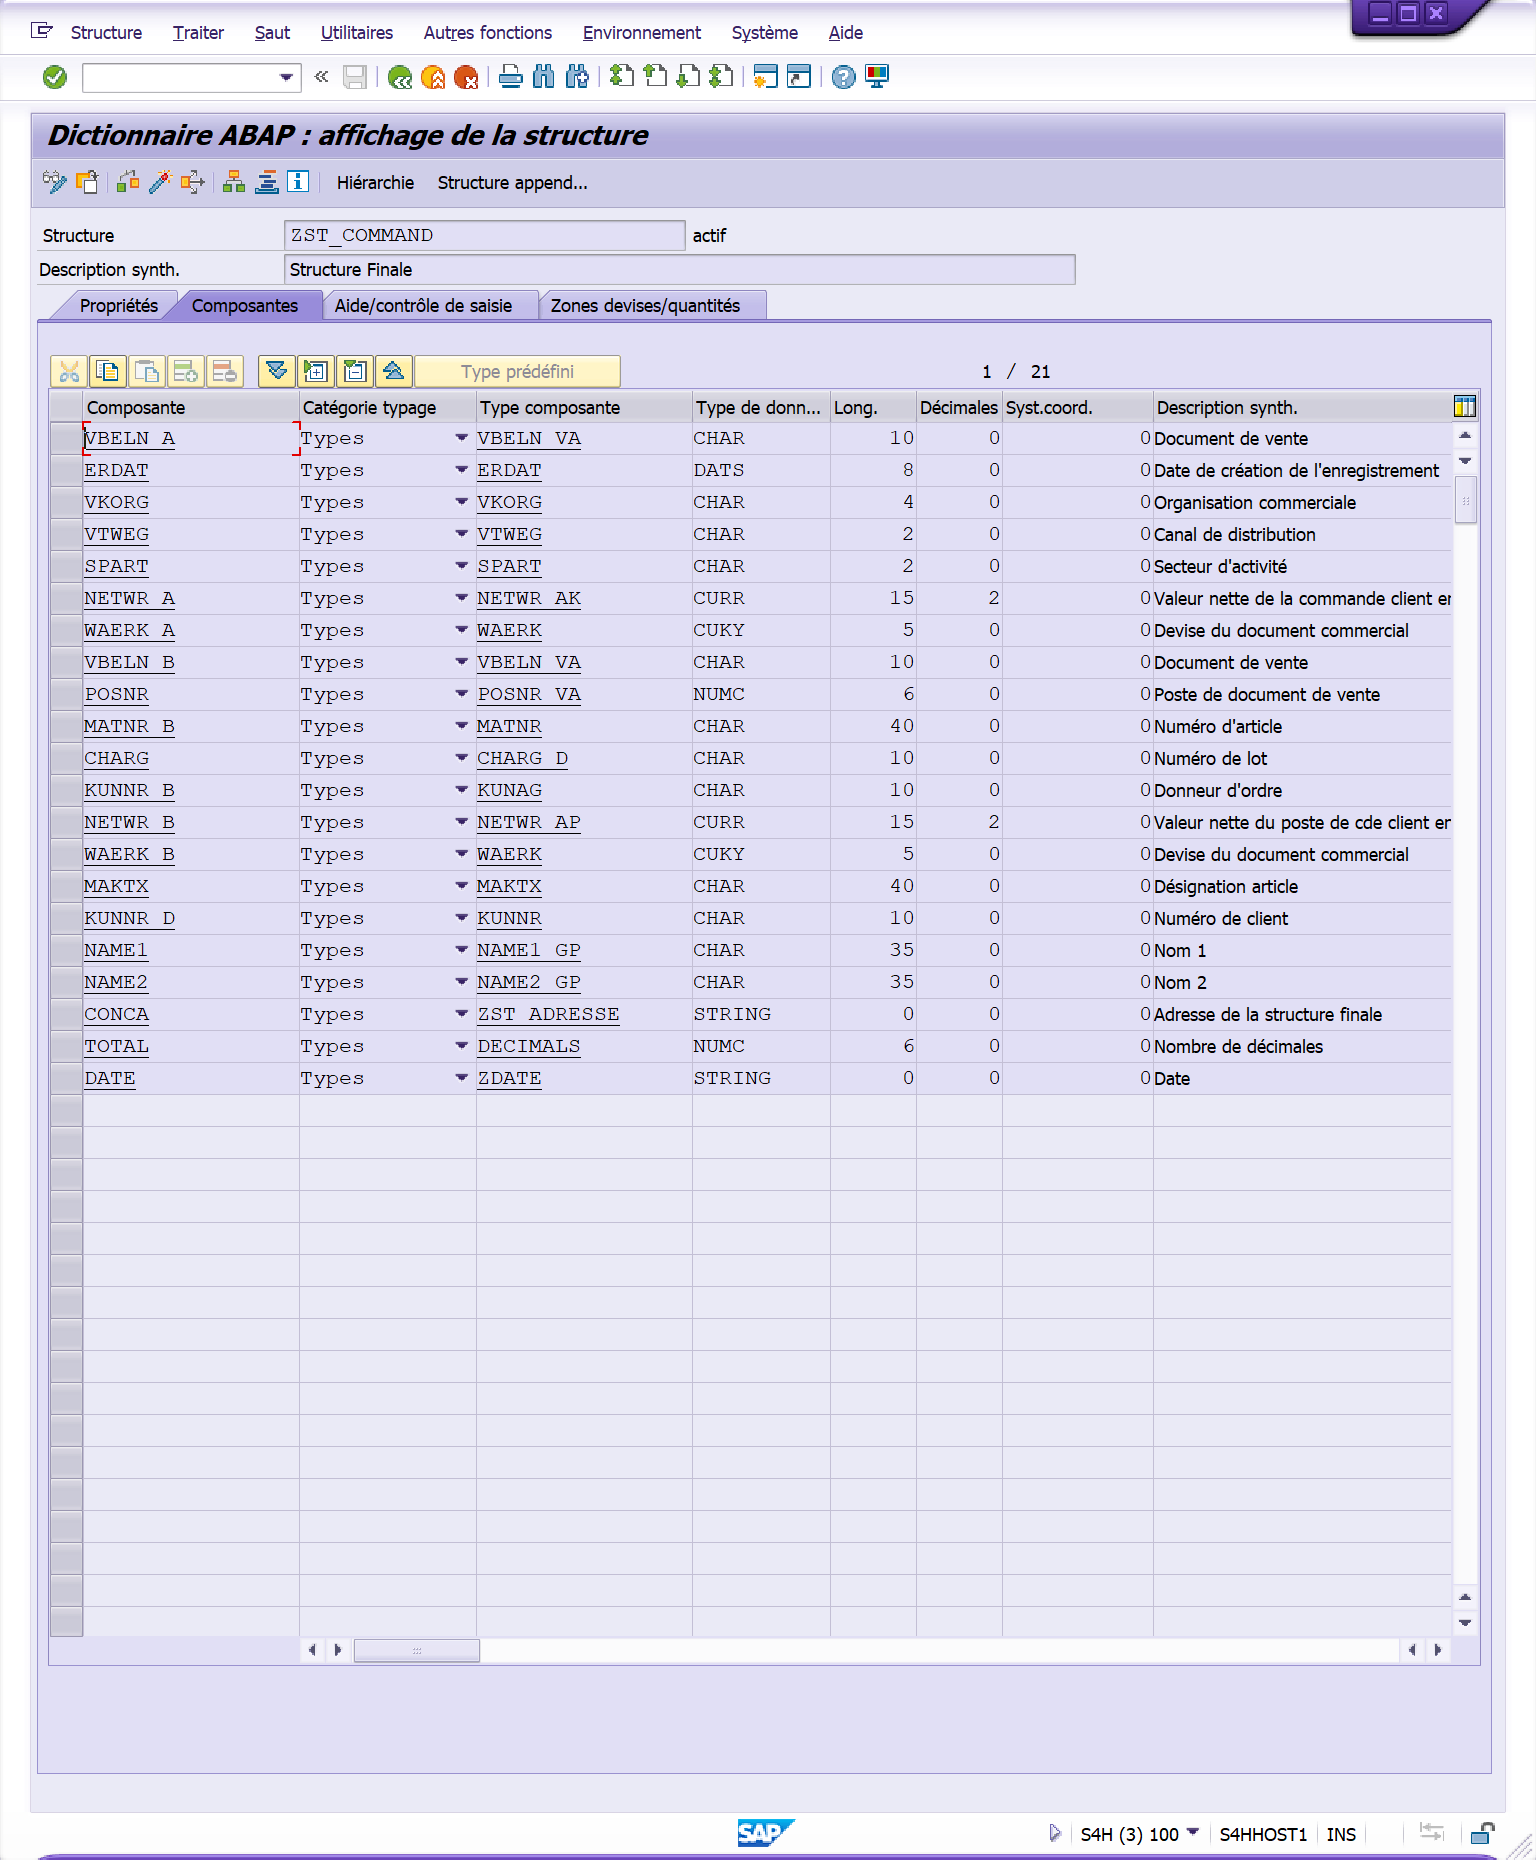 Structure Traiter Saut Utilitaires Autres fonctions Environnement Système Aide
Dictionnaire ABAP : affichage de la structure
Hiérarchie Structure append...
Structure ZST_COMMAND actif
Description synth. Structure Finale
Propriétés Composantes Aide/contrôle de saisie Zones devises/quantités
Type prédéfini 1 / 21
Composante Catégorie typage Type composante Type de donn... Long. Décimales Syst.coord. Description synth.
VBELN_A Types VBELN_VA CHAR 10 0 0 Document de vente
ERDAT Types ERDAT DATS 8 0 0 Date de création de l'enregistrement
VKORG Types VKORG CHAR 4 0 0 Organisation commerciale
VTWEG Types VTWEG CHAR 2 0 0 Canal de distribution
SPART Types SPART CHAR 2 0 0 Secteur d'activité
NETWR_A Types NETWR_AK CURR 15 2 0 Valeur nette de la commande client en
WAERK_A Types WAERK CUKY 5 0 0 Devise du document commercial
VBELN_B Types VBELN_VA CHAR 10 0 0 Document de vente
POSNR Types POSNR_VA NUMC 6 0 0 Poste de document de vente
MATNR_B Types MATNR CHAR 40 0 0 Numéro d'article
CHARG Types CHARG_D CHAR 10 0 0 Numéro de lot
KUNNR_B Types KUNAG CHAR 10 0 0 Donneur d'ordre
NETWR_B Types NETWR_AP CURR 15 2 0 Valeur nette du poste de cde client en
WAERK_B Types WAERK CUKY 5 0 0 Devise du document commercial
MAKTX Types MAKTX CHAR 40 0 0 Désignation article
KUNNR_D Types KUNNR CHAR 10 0 0 Numéro de client
NAME1 Types NAME1_GP CHAR 35 0 0 Nom 1
NAME2 Types NAME2_GP CHAR 35 0 0 Nom 2
CONCA Types ZST_ADRESSE STRING 0 0 0 Adresse de la structure finale
TOTAL Types DECIMALS NUMC 6 0 0 Nombre de décimales
DATE Types ZDATE STRING 0 0 0 Date
SAP S4H (3) 100 S4HHOST1 INS